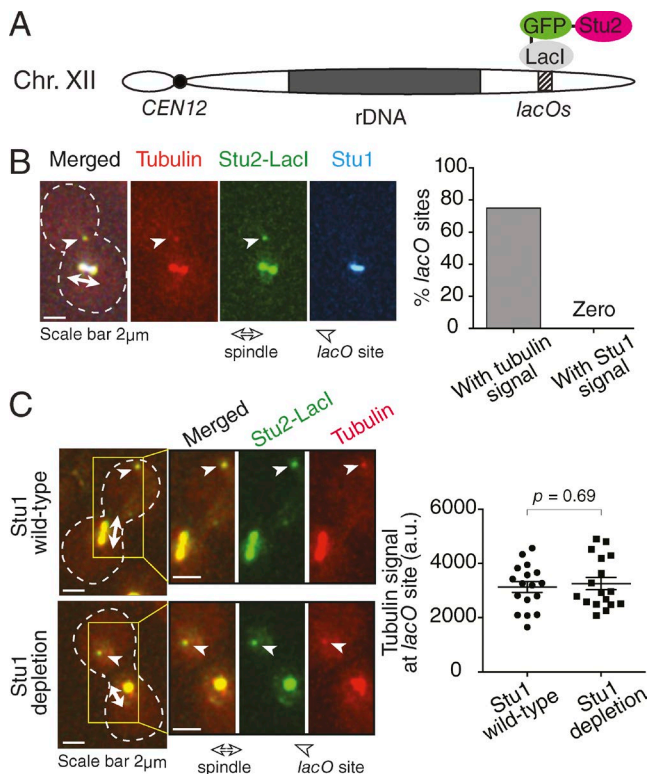 A
GFP
Stu2
LacI
Chr. XII
CEN12
rDNA
lacOs
B
Merged
Tubulin
Stu2-LacI
Stu1
Scale bar 2μm
spindle
lacO site
% lacO sites
100
80
60
40
20
0
Zero
With tubulin
signal
With Stu1
signal
C
Merged
Stu2-LacI
Tubulin
Stu1
wild-type
Stu1
depletion
Scale bar 2μm
spindle
lacO site
Tubulin signal
at lacO site (a.u.)
6000
4000
2000
0
p = 0.69
Stu1
wild-type
Stu1
depletion